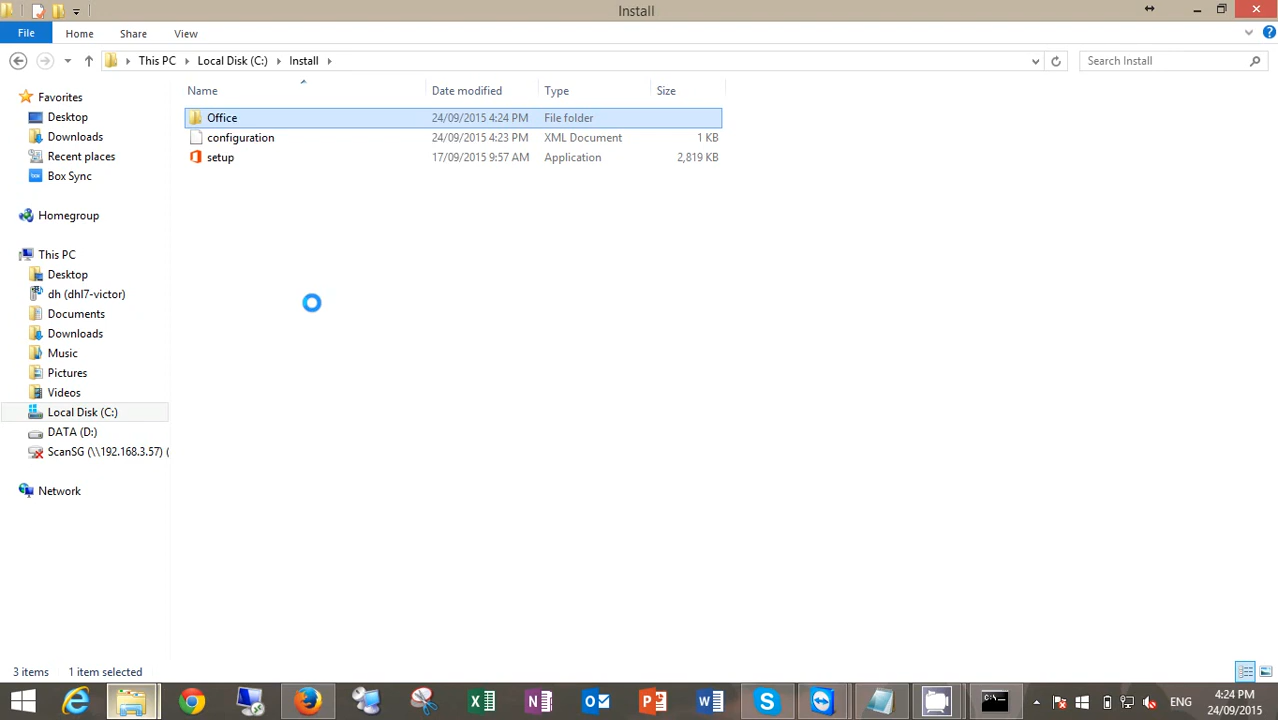 Install
File Home Share View
This PC Local Disk (C:) Install
Search Install
Name Date modified Type Size
Office 24/09/2015 4:24 PM File folder
configuration 24/09/2015 4:23 PM XML Document 1 KB
setup 17/09/2015 9:57 AM Application 2,819 KB
Favorites
Desktop
Downloads
Recent places
Box Sync
Homegroup
This PC
Desktop
dh (dhl7-victor)
Documents
Downloads
Music
Pictures
Videos
Local Disk (C:)
DATA (D:)
ScanSG (\\192.168.3.57) (
Network
3 items 1 item selected
ENG
4:24 PM
24/09/2015